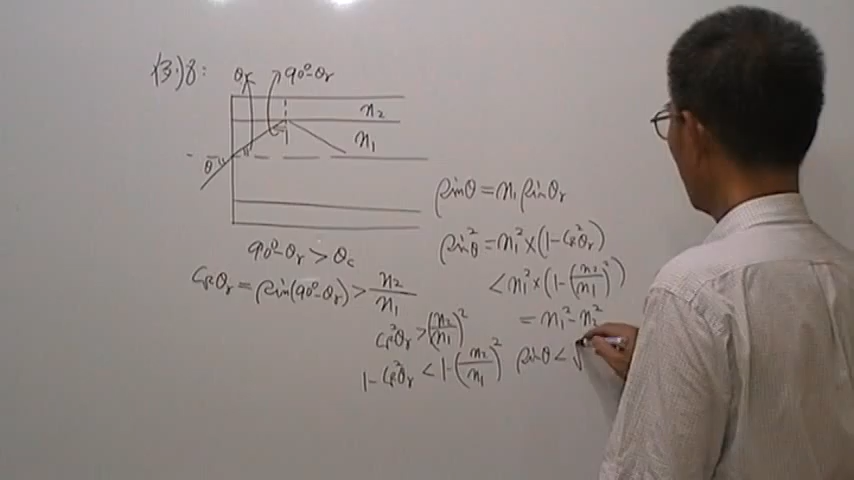 例8:
θr 90°-θr
n2
n1
θ
sinθ = n1 sinθr
sin²θ = n1² × (1 - cos²θr)
< n1² × (1 - (n2/n1)²)
= n1² - n2²
sinθ < √
90° - θr > θc
cosθr = sin(90° - θr) > n2/n1
cos²θr > (n2/n1)²
1 - cos²θr < 1 - (n2/n1)²